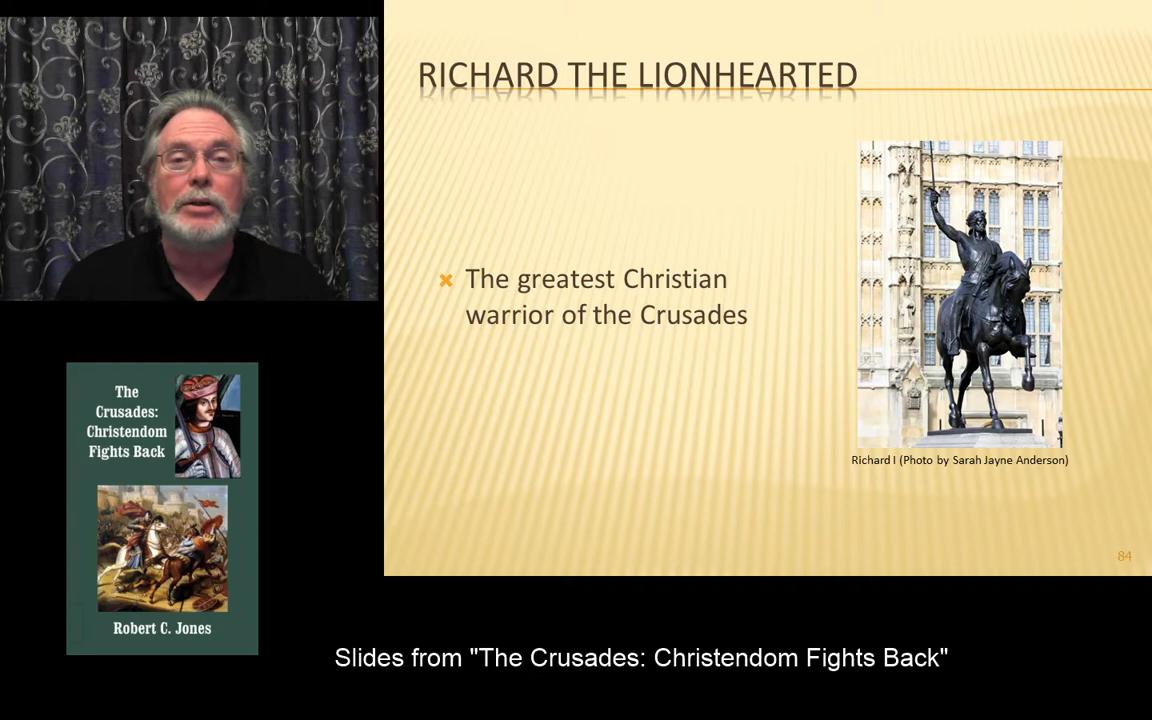 RICHARD THE LIONHEARTED
The greatest Christian
warrior of the Crusades
Richard I (Photo by Sarah Jayne Anderson)
84
The
Crusades:
Christendom
Fights Back
Robert C. Jones
Slides from "The Crusades: Christendom Fights Back"